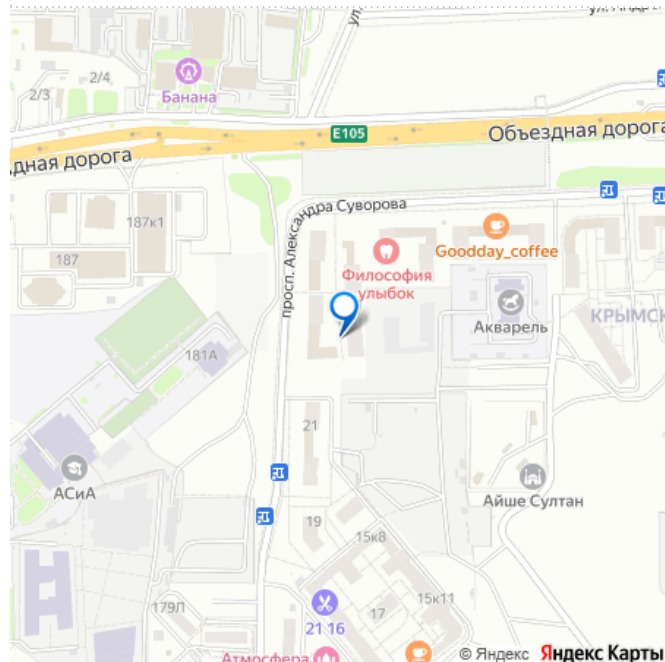 2/4
2/3
Банана
E105
Объездная дорога
дная дорога
187к1
187
просп. Александра Суворова
Goodday_coffee
Философия
улыбок
Акварель
КРЫМСК
181А
21
АСиА
Айше Султан
19
15к8
179Л
17
15к11
21 16
Атмосфера
© Яндекс Яндекс Карты